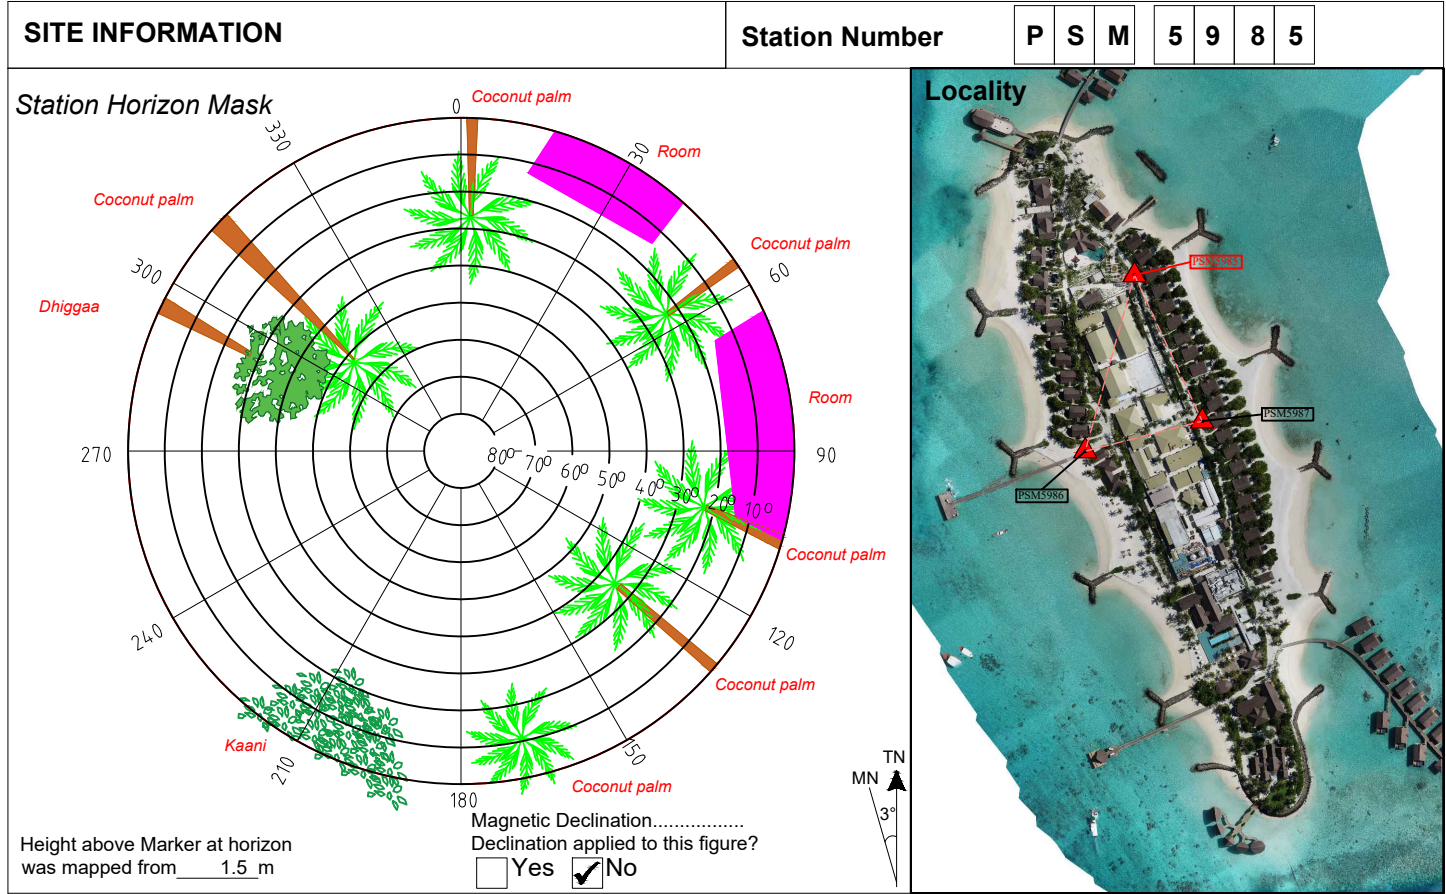 SITE INFORMATION
Station Number
P S M 5 9 8 5
Station Horizon Mask
Locality
0
Coconut palm
330
30
Room
Coconut palm
Coconut palm
300
60
Dhiggaa
Room
270
90
80° 70° 60° 50° 40° 30° 20° 10°
Coconut palm
240
120
Coconut palm
Kaani
210
150
Coconut palm
180
TN
MN
3°
Magnetic Declination.................
Declination applied to this figure?
Yes No
Height above Marker at horizon
was mapped from 1.5 m
PSM5985
PSM5987
PSM5986